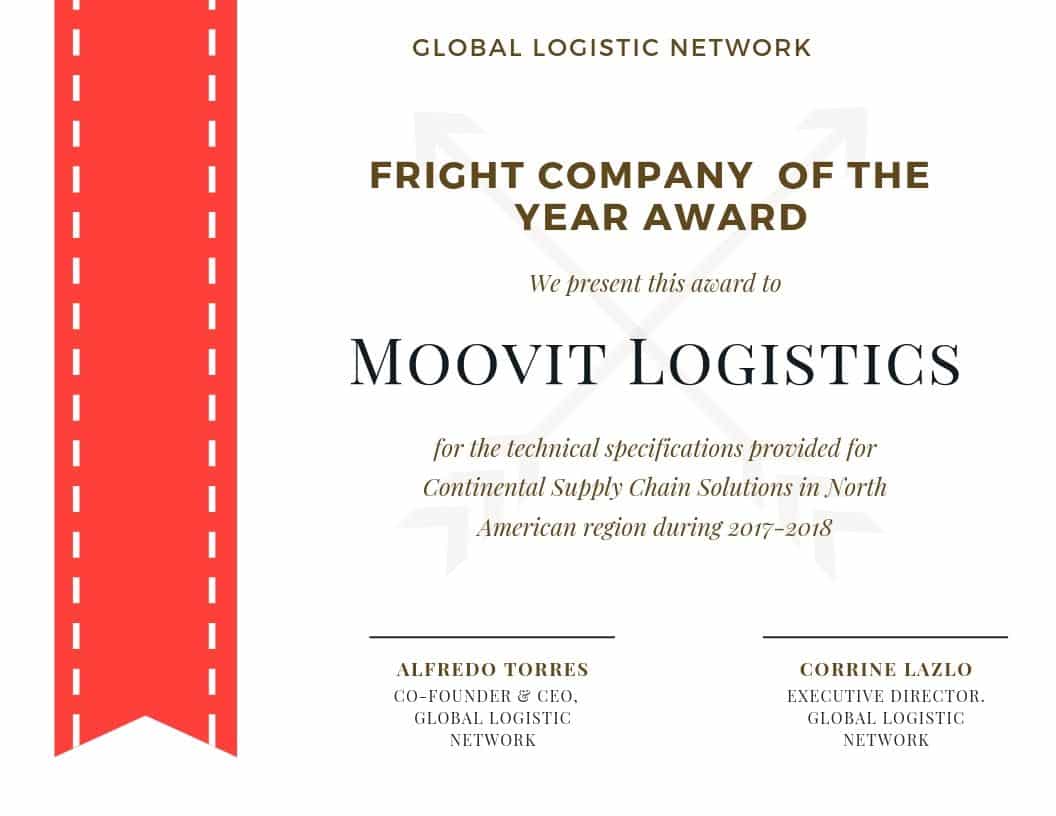 GLOBAL LOGISTIC NETWORK
FRIGHT COMPANY OF THE
YEAR AWARD
We present this award to
MOOVIT LOGISTICS
for the technical specifications provided for
Continental Supply Chain Solutions in North
American region during 2017-2018
ALFREDO TORRES
CO-FOUNDER & CEO,
GLOBAL LOGISTIC
NETWORK
CORRINE LAZLO
EXECUTIVE DIRECTOR.
GLOBAL LOGISTIC
NETWORK